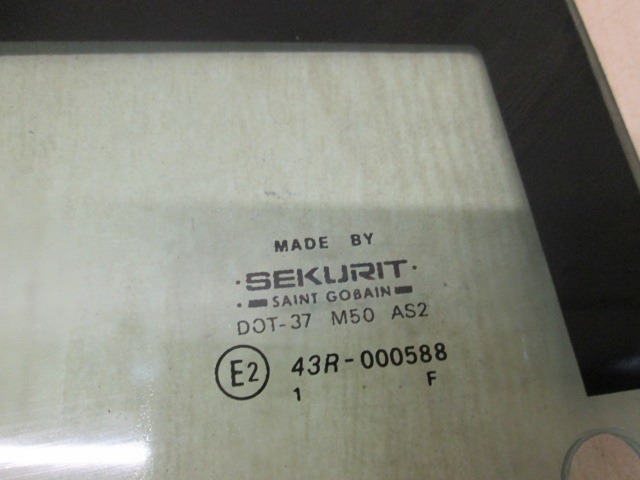 MADE BY
·SEKURIT·
·SAINT GOBAIN
DOT-37 M50 AS2
E2 43R-000588
1 F